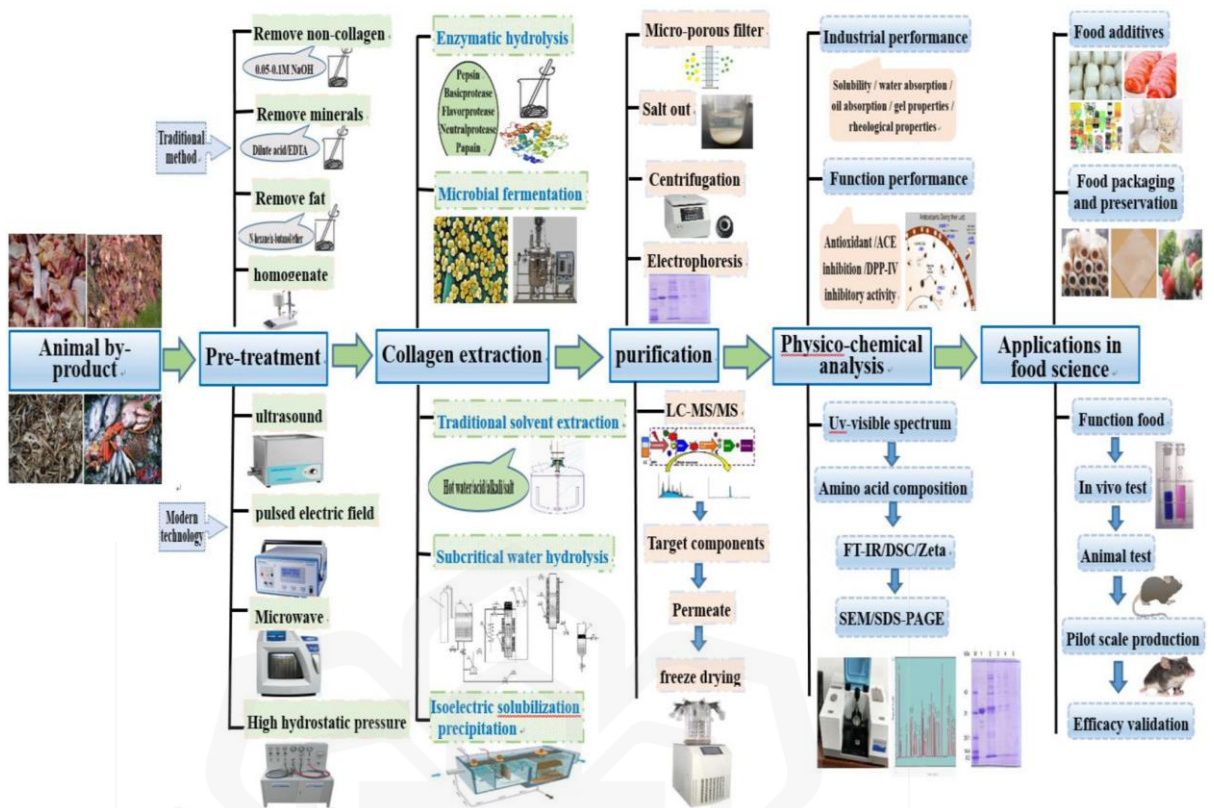 Remove non-collagen
0.05-0.1M NaOH
Remove minerals
Traditional
method
Dilute acid/EDTA
Remove fat
homogenate
Enzymatic hydrolysis
Pepsin
Basicprotease
Flavorprotease
Neutralprotease
Papain
Microbial fermentation
Micro-porous filter
Salt out
Centrifugation
Electrophoresis
Industrial performance
Solubility / water absorption /
oil absorption / gel properties /
rheological properties
Function performance
Antioxidant /ACE
inhibition /DPP-IV
inhibitory activity
Food additives
Food packaging
and preservation
Animal by-
product
Pre-treatment
Collagen extraction
purification
Physico-chemical
analysis
Applications in
food science
ultrasound
Modern
technology
pulsed electric field
Microwave
High hydrostatic pressure
Traditional solvent extraction
Hot water/acid/alkali/salt
Subcritical water hydrolysis
Isoelectric solubilization
precipitation
LC-MS/MS
Target components
Permeate
freeze drying
Uv-visible spectrum
Amino acid composition
FT-IR/DSC/Zeta
SEM/SDS-PAGE
Function food
In vivo test
Animal test
Pilot scale production
Efficacy validation